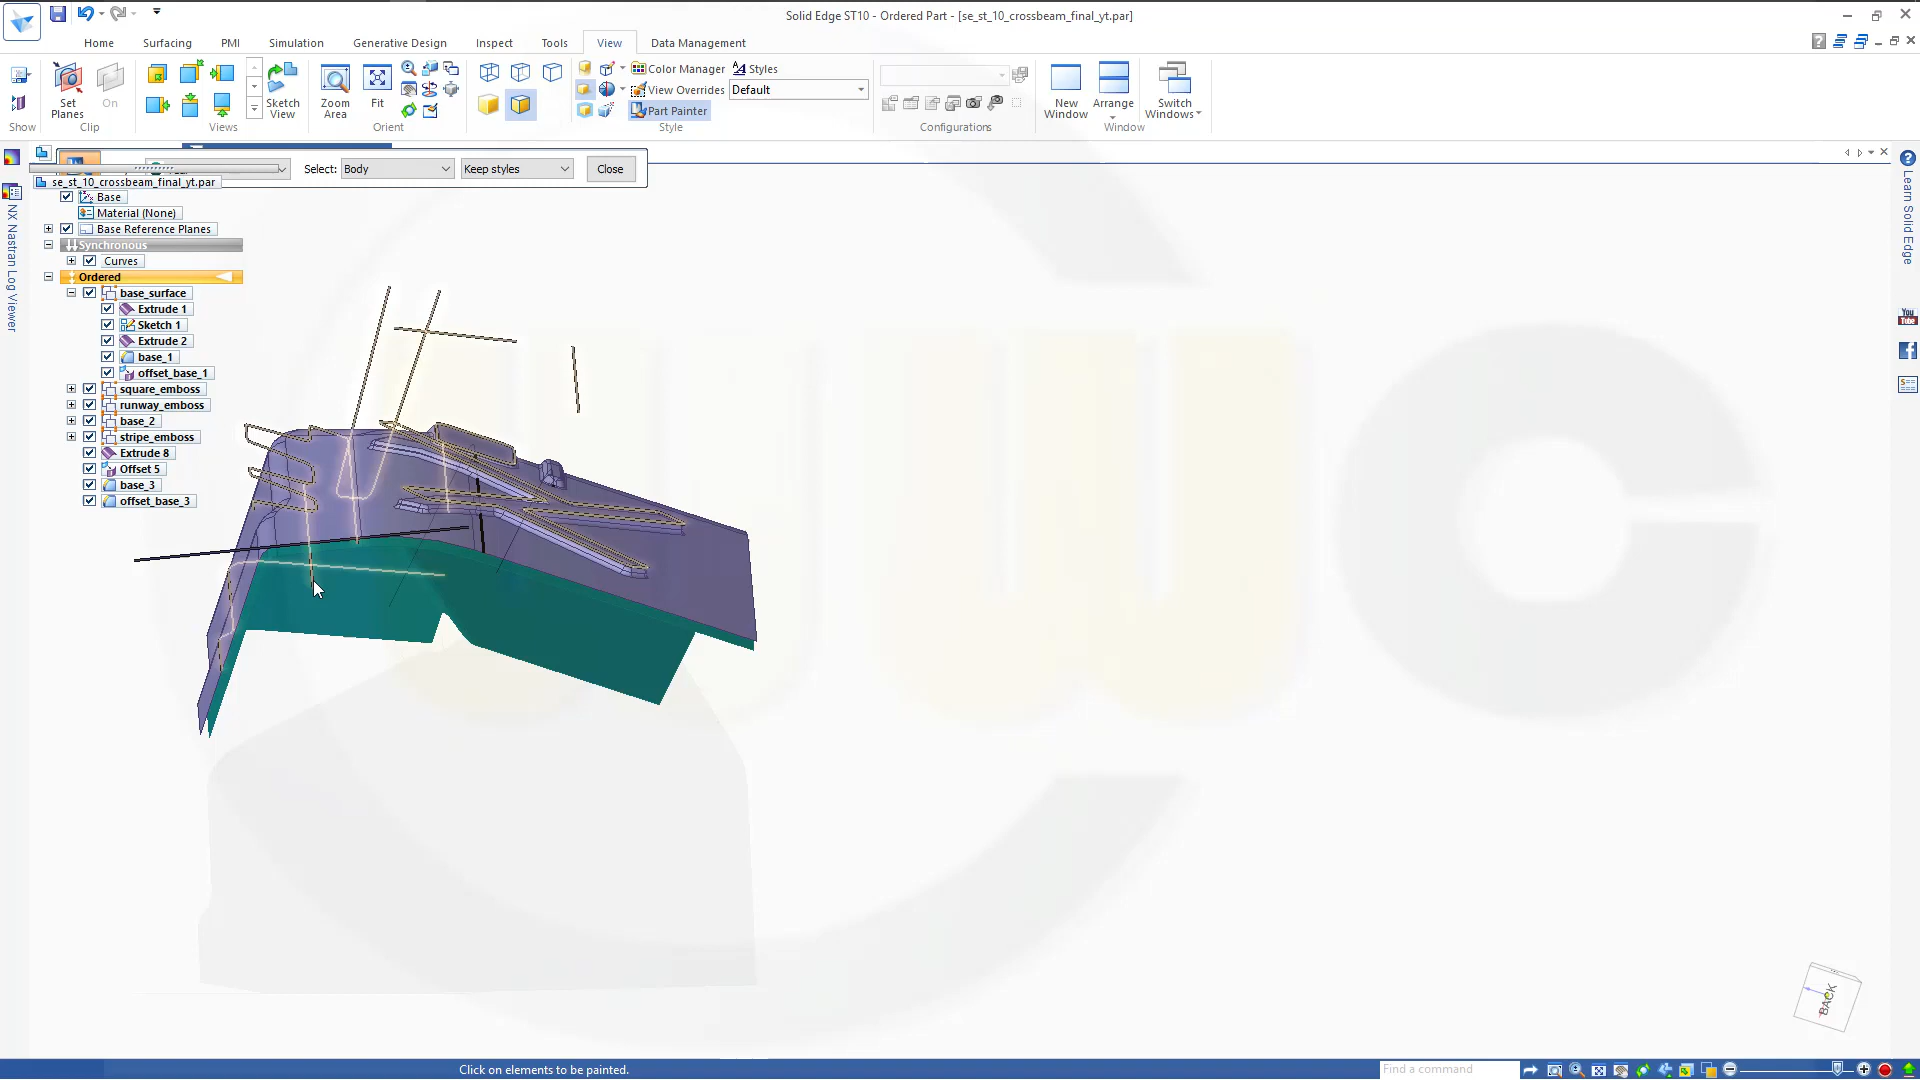 Solid Edge ST10 - Ordered Part - [se_st_10_crossbeam_final_yt.par]
Home Surfacing PMI Simulation Generative Design Inspect Tools View Data Management
Set Planes
On
Sketch View
Zoom Area
Fit
Color Manager
Styles
View Overrides
Default
Part Painter
New Window
Arrange
Switch Windows
Show
Clip
Views
Orient
Style
Configurations
Window
Select:
Body
Keep styles
Close
se_st_10_crossbeam_final_yt.par
Base
Material (None)
Base Reference Planes
Synchronous
Curves
Ordered
base_surface
Extrude 1
Sketch 1
Extrude 2
base_1
offset_base_1
square_emboss
runway_emboss
base_2
stripe_emboss
Extrude 8
Offset 5
base_3
offset_base_3
NX Nastran Log Viewer
Learn Solid Edge
You
Tube
BACK
Click on elements to be painted.
Find a command